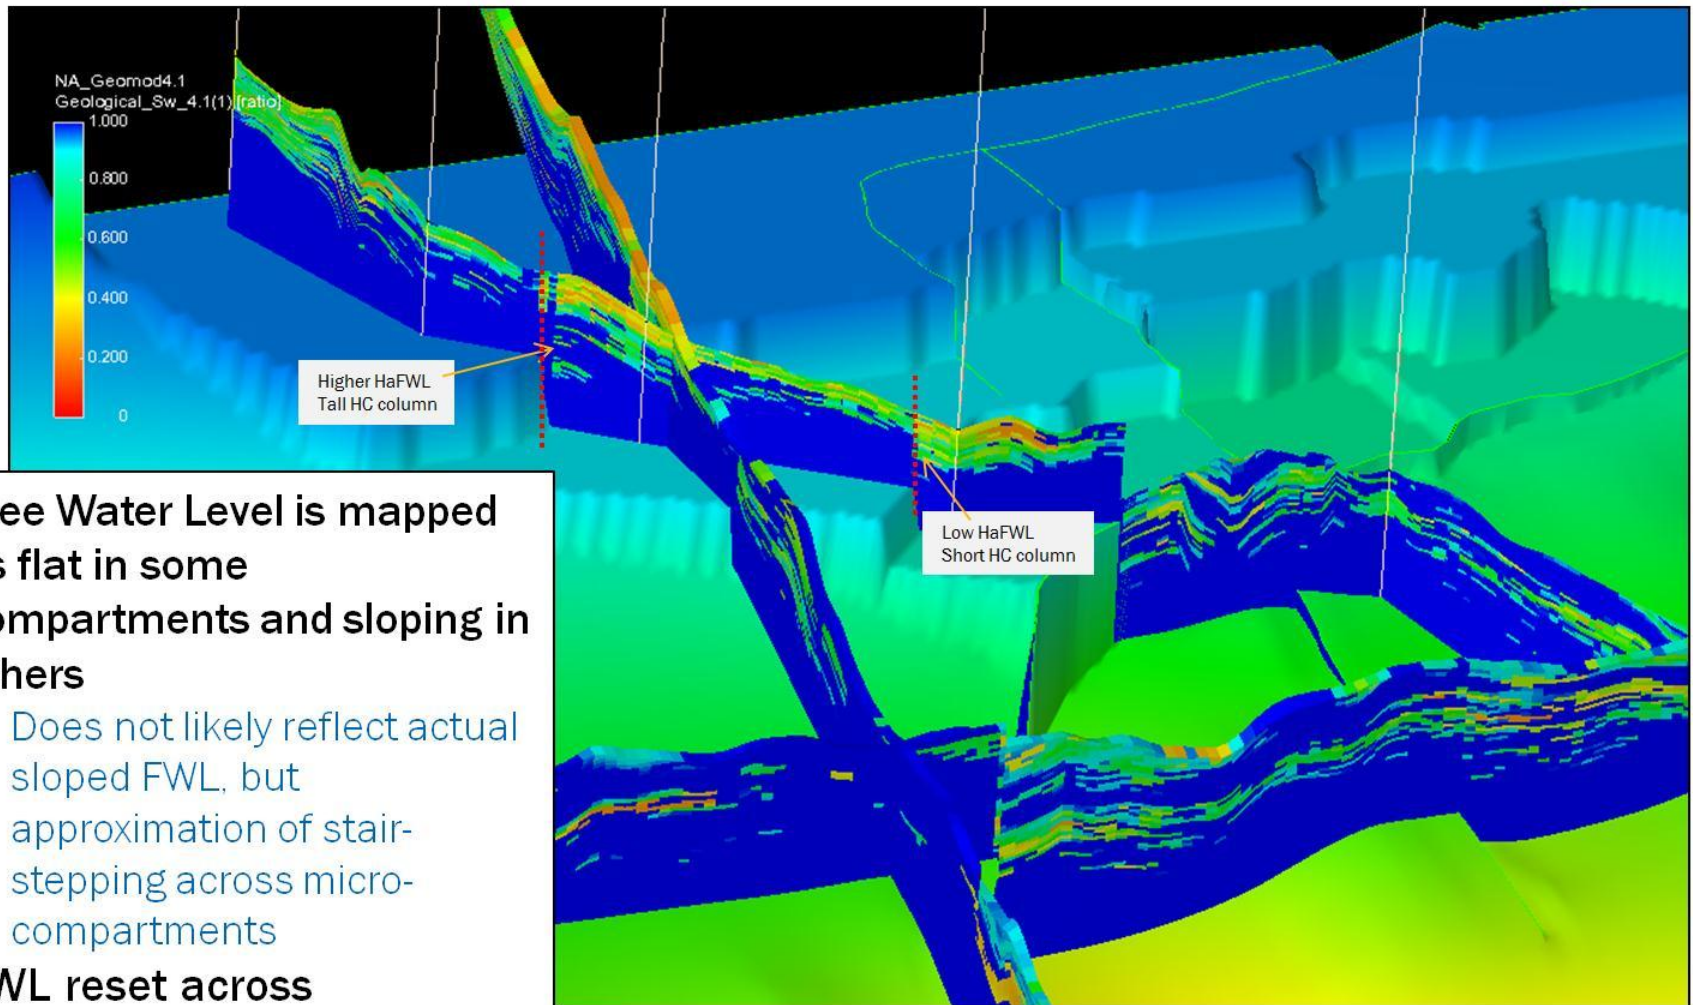 NA_Geomod4.1
Geological_Sw_4.1(1) [ratio]
1.000
0.800
0.600
0.400
0.200
0
Higher HaFWL
Tall HC column
Low HaFWL
Short HC column
ee Water Level is mapped
s flat in some
ompartments and sloping in
hers
Does not likely reflect actual
sloped FWL, but
approximation of stair-
stepping across micro-
compartments
WL reset across